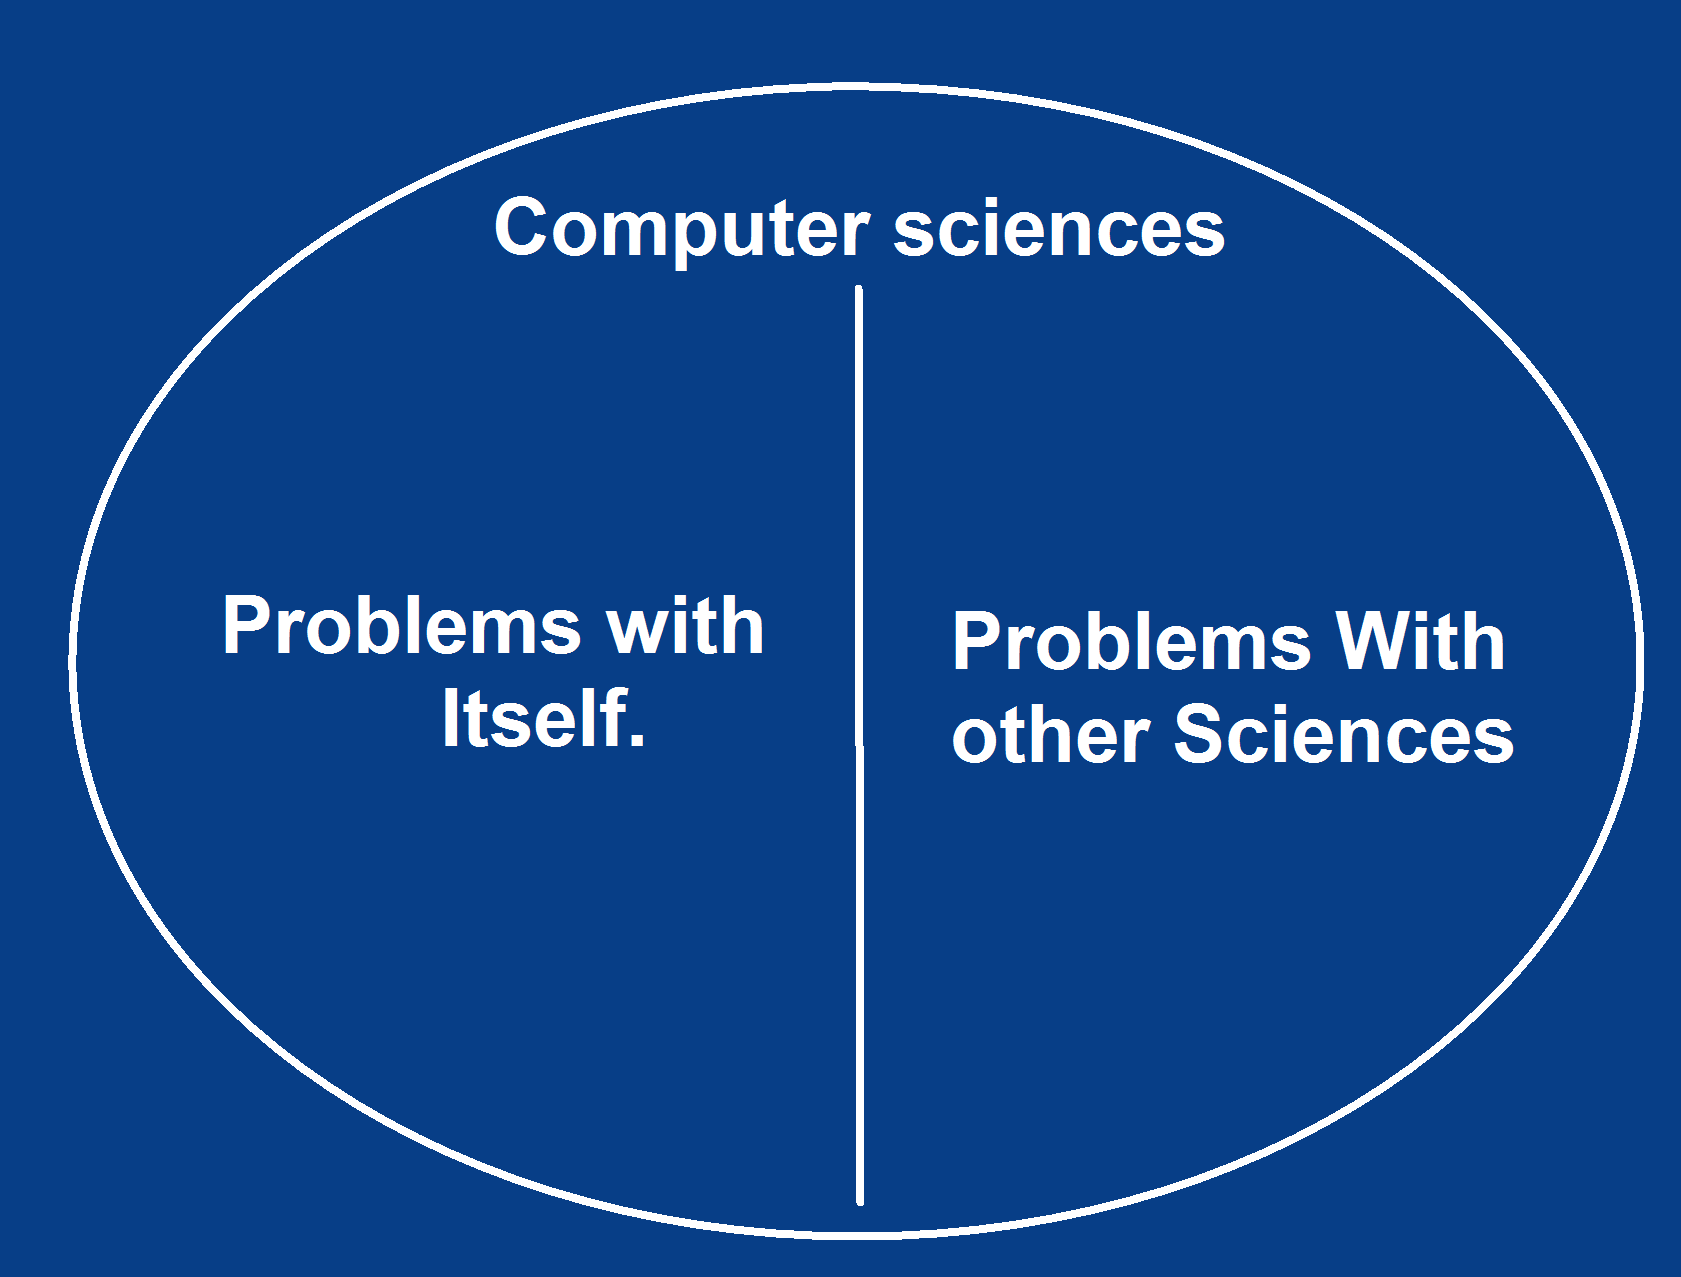 Computer sciences
Problems with
Itself.
Problems With
other Sciences